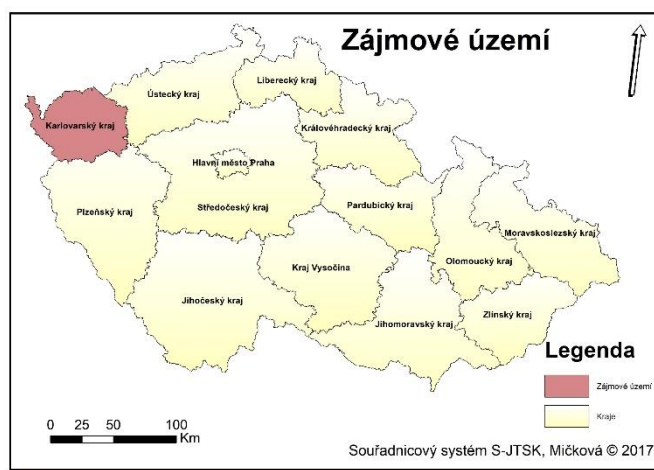 Zájmové území
Liberecký kraj
Ústecký kraj
Karlovarský kraj
Královéhradecký kraj
Hlavní město Praha
Plzeňský kraj
Středočeský kraj
Pardubický kraj
Moravskoslezský kraj
Olomoucký kraj
Kraj Vysočina
Jihočeský kraj
Zlínský kraj
Jihomoravský kraj
Legenda
Zájmové území
Kraje
0 25 50 100
Km
Souřadnicový systém S-JTSK, Mičková © 2017